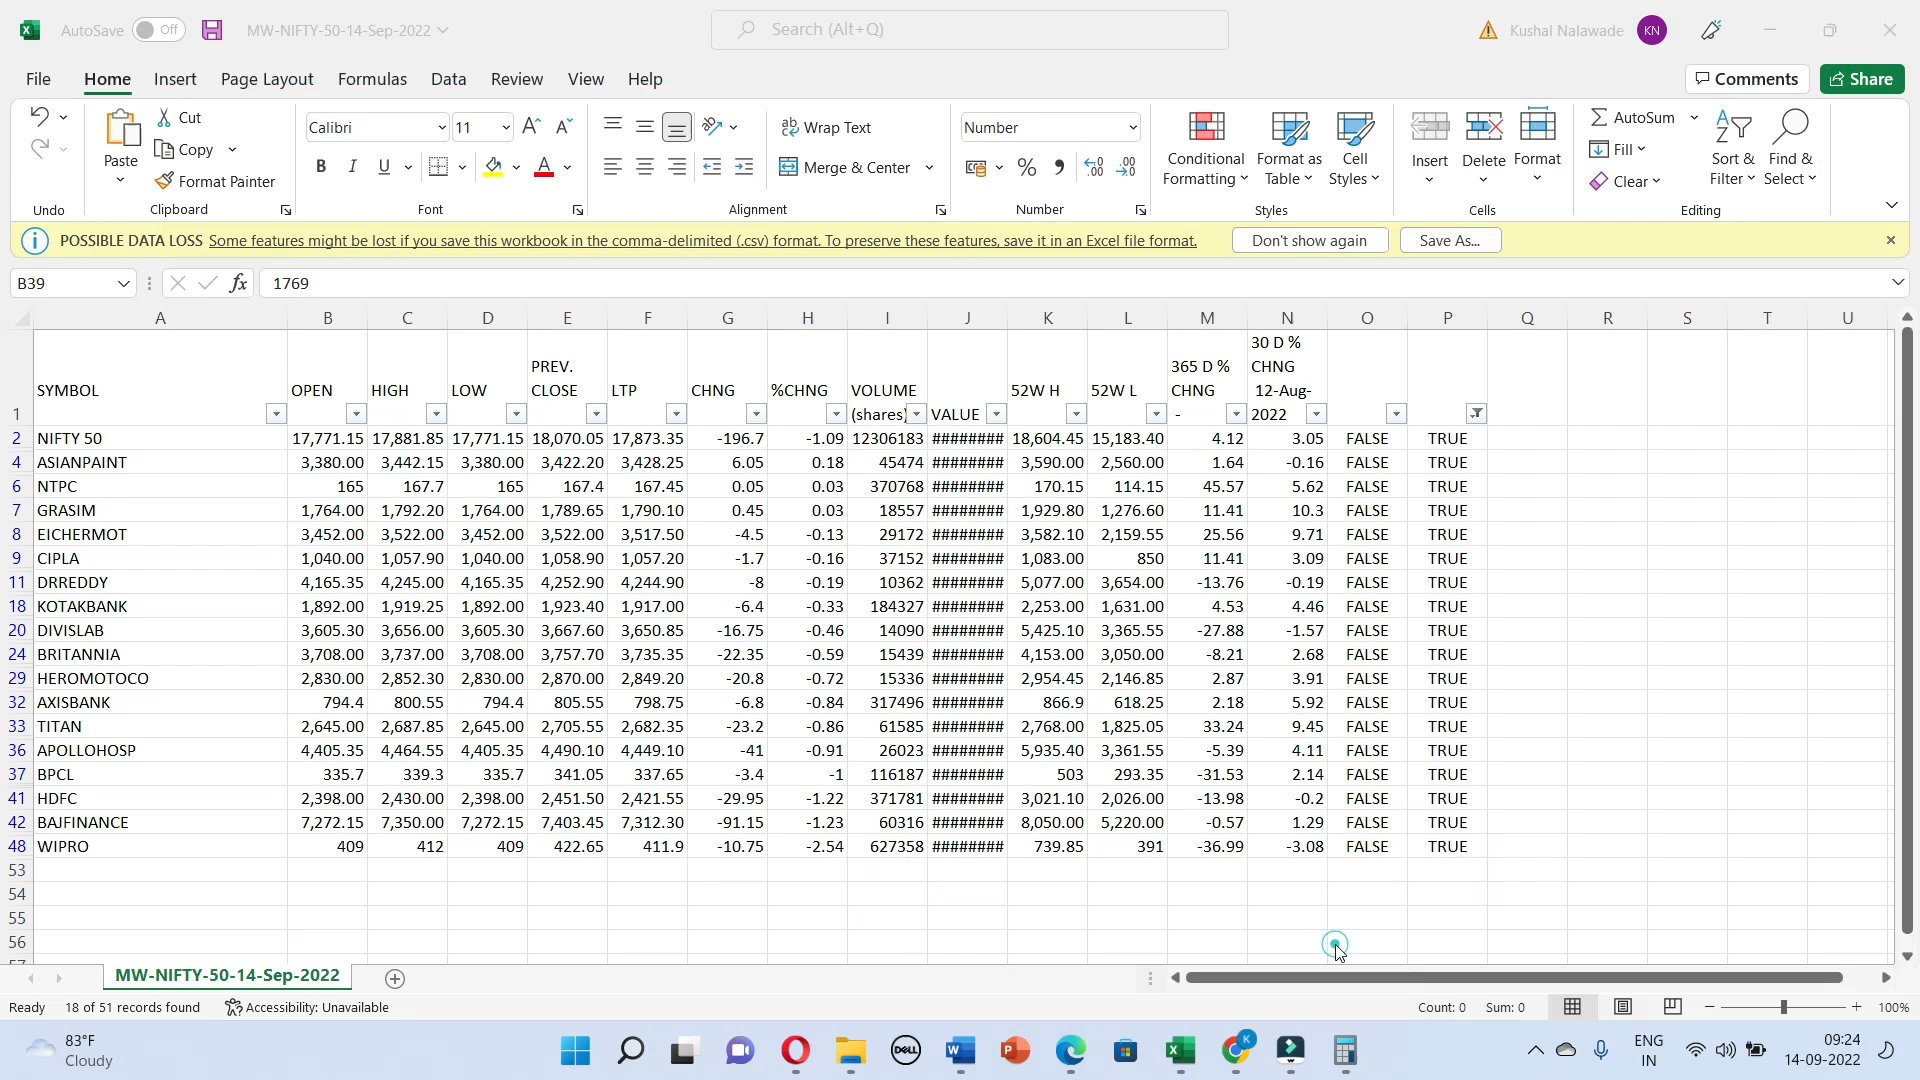 AutoSave Off MW-NIFTY-50-14-Sep-2022 Search (Alt+Q) Kushal Nalawade KN
File Home Insert Page Layout Formulas Data Review View Help Comments Share
Paste Cut Copy Format Painter
Calibri 11 Wrap Text Merge & Center Number
Conditional Formatting Format as Table Cell Styles Insert Delete Format
AutoSum Fill Clear Sort & Filter Find & Select
Undo Clipboard Font Alignment Number Styles Cells Editing
POSSIBLE DATA LOSS Some features might be lost if you save this workbook in the comma-delimited (.csv) format. To preserve these features, save it in an Excel file format. Don't show again Save As...
B39 fx 1769
A B C D E F G H I J K L M N O P Q R S T U
1 SYMBOL OPEN HIGH LOW PREV. CLOSE LTP CHNG %CHNG VOLUME (shares) VALUE 52W H 52W L 365 D % CHNG - 30 D % CHNG 12-Aug-2022
2 NIFTY 50 17,771.15 17,881.85 17,771.15 18,070.05 17,873.35 -196.7 -1.09 12306183 ######## 18,604.45 15,183.40 4.12 3.05 FALSE TRUE
4 ASIANPAINT 3,380.00 3,442.15 3,380.00 3,422.20 3,428.25 6.05 0.18 45474 ######## 3,590.00 2,560.00 1.64 -0.16 FALSE TRUE
6 NTPC 165 167.7 165 167.4 167.45 0.05 0.03 370768 ######## 170.15 114.15 45.57 5.62 FALSE TRUE
7 GRASIM 1,764.00 1,792.20 1,764.00 1,789.65 1,790.10 0.45 0.03 18557 ######## 1,929.80 1,276.60 11.41 10.3 FALSE TRUE
8 EICHERMOT 3,452.00 3,522.00 3,452.00 3,522.00 3,517.50 -4.5 -0.13 29172 ######## 3,582.10 2,159.55 25.56 9.71 FALSE TRUE
9 CIPLA 1,040.00 1,057.90 1,040.00 1,058.90 1,057.20 -1.7 -0.16 37152 ######## 1,083.00 850 11.41 3.09 FALSE TRUE
11 DRREDDY 4,165.35 4,245.00 4,165.35 4,252.90 4,244.90 -8 -0.19 10362 ######## 5,077.00 3,654.00 -13.76 -0.19 FALSE TRUE
18 KOTAKBANK 1,892.00 1,919.25 1,892.00 1,923.40 1,917.00 -6.4 -0.33 184327 ######## 2,253.00 1,631.00 4.53 4.46 FALSE TRUE
20 DIVISLAB 3,605.30 3,656.00 3,605.30 3,667.60 3,650.85 -16.75 -0.46 14090 ######## 5,425.10 3,365.55 -27.88 -1.57 FALSE TRUE
24 BRITANNIA 3,708.00 3,737.00 3,708.00 3,757.70 3,735.35 -22.35 -0.59 15439 ######## 4,153.00 3,050.00 -8.21 2.68 FALSE TRUE
29 HEROMOTOCO 2,830.00 2,852.30 2,830.00 2,870.00 2,849.20 -20.8 -0.72 15336 ######## 2,954.45 2,146.85 2.87 3.91 FALSE TRUE
32 AXISBANK 794.4 800.55 794.4 805.55 798.75 -6.8 -0.84 317496 ######## 866.9 618.25 2.18 5.92 FALSE TRUE
33 TITAN 2,645.00 2,687.85 2,645.00 2,705.55 2,682.35 -23.2 -0.86 61585 ######## 2,768.00 1,825.05 33.24 9.45 FALSE TRUE
36 APOLLOHOSP 4,405.35 4,464.55 4,405.35 4,490.10 4,449.10 -41 -0.91 26023 ######## 5,935.40 3,361.55 -5.39 4.11 FALSE TRUE
37 BPCL 335.7 339.3 335.7 341.05 337.65 -3.4 -1 116187 ######## 503 293.35 -31.53 2.14 FALSE TRUE
41 HDFC 2,398.00 2,430.00 2,398.00 2,451.50 2,421.55 -29.95 -1.22 371781 ######## 3,021.10 2,026.00 -13.98 -0.2 FALSE TRUE
42 BAJFINANCE 7,272.15 7,350.00 7,272.15 7,403.45 7,312.30 -91.15 -1.23 60316 ######## 8,050.00 5,220.00 -0.57 1.29 FALSE TRUE
48 WIPRO 409 412 409 422.65 411.9 -10.75 -2.54 627358 ######## 739.85 391 -36.99 -3.08 FALSE TRUE
53
54
55
56
MW-NIFTY-50-14-Sep-2022
Ready 18 of 51 records found Accessibility: Unavailable Count: 0 Sum: 0 100%
83°F Cloudy DELL ENG IN 09:24 14-09-2022